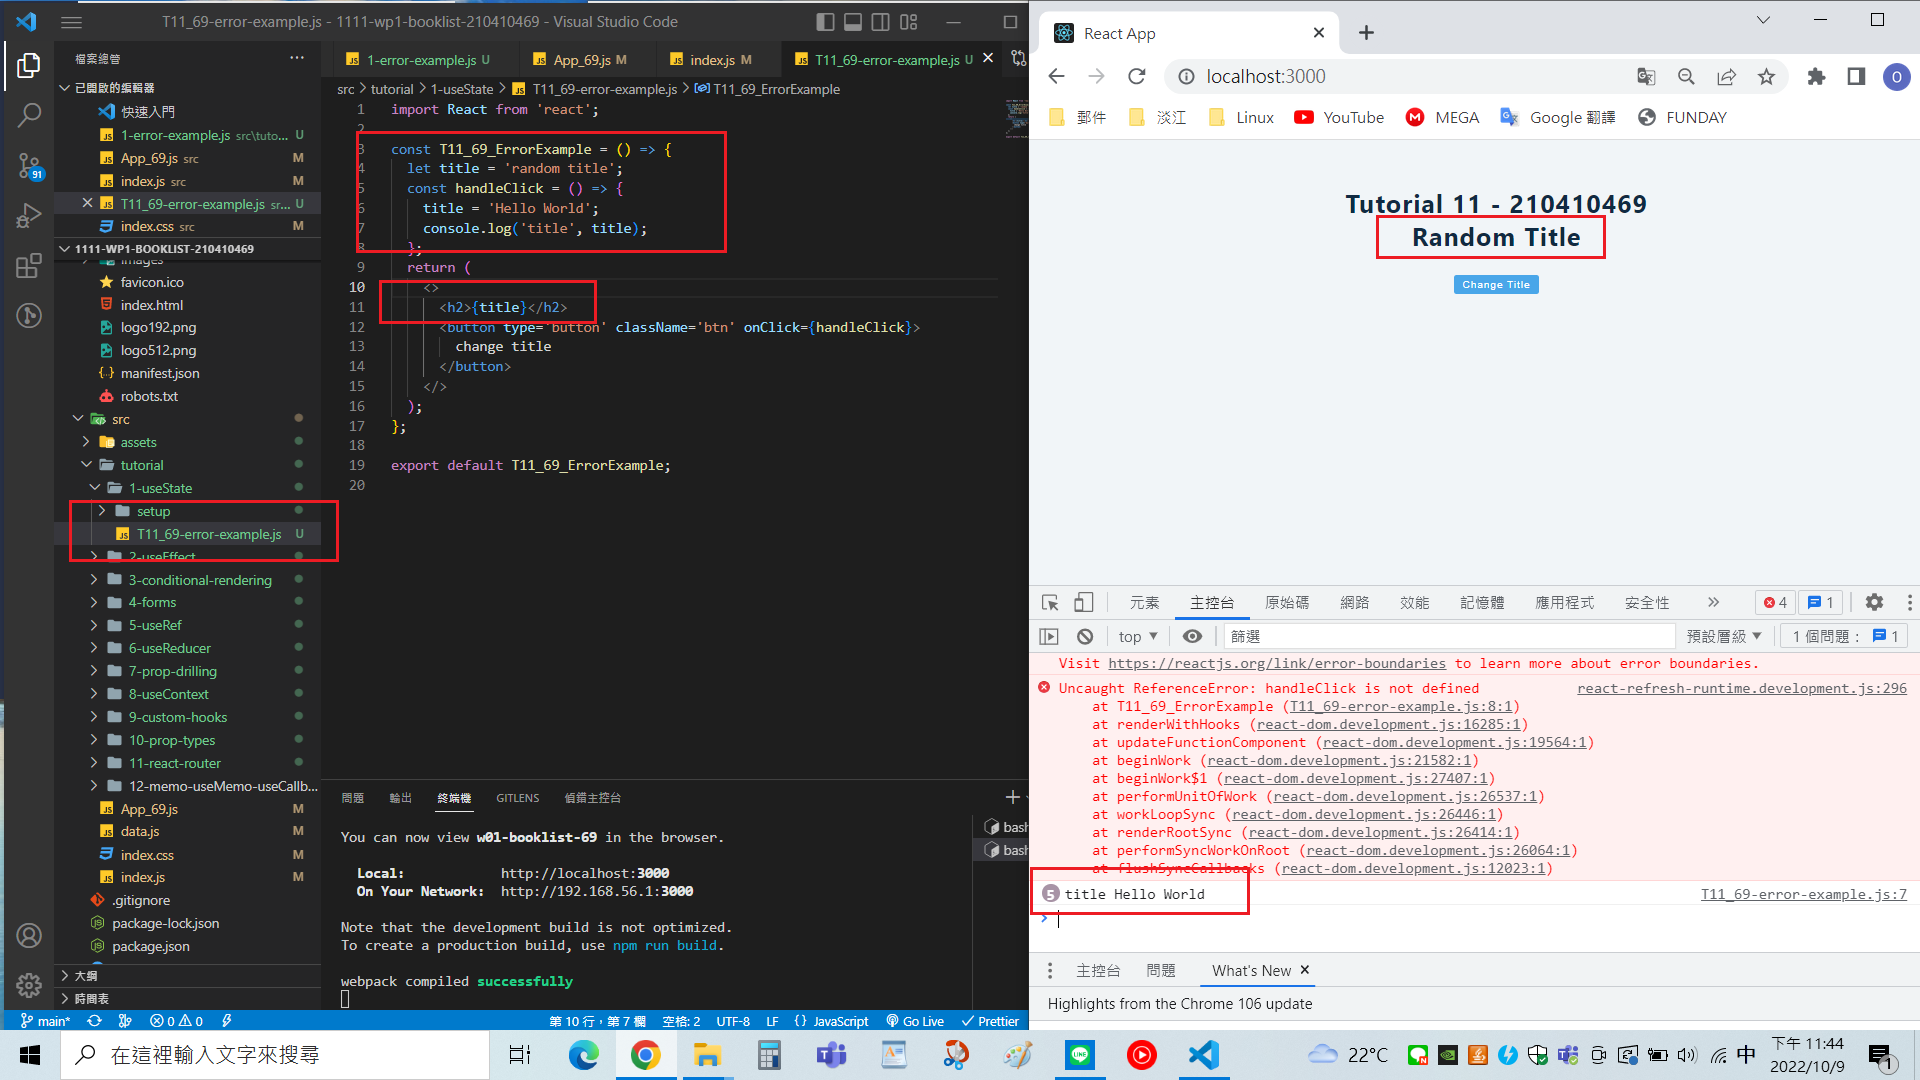 T11_69-error-example.js - 1111-wp1-booklist-210410469 - Visual Studio Code
檔案總管
已開啟的編輯器
快速入門
1-error-example.js src\tuto... U
App_69.js src M
index.js src M
T11_69-error-example.js sr... U
index.css src M
1111-WP1-BOOKLIST-210410469
images
favicon.ico
index.html
logo192.png
logo512.png
manifest.json
robots.txt
src
assets
tutorial
1-useState
setup
T11_69-error-example.js U
2-useEffect
3-conditional-rendering
4-forms
5-useRef
6-useReducer
7-prop-drilling
8-useContext
9-custom-hooks
10-prop-types
11-react-router
12-memo-useMemo-useCallb...
App_69.js M
data.js M
index.css M
index.js M
.gitignore
package-lock.json
package.json
大綱
時間表
91
1-error-example.js U
App_69.js M
index.js M
T11_69-error-example.js U
src > tutorial > 1-useState > T11_69-error-example.js > T11_69_ErrorExample
1 import React from 'react';
2
3 const T11_69_ErrorExample = () => {
4 let title = 'random title';
5 const handleClick = () => {
6 title = 'Hello World';
7 console.log('title', title);
8 };
9 return (
10 <>
11 <h2>{title}</h2>
12 <button type='button' className='btn' onClick={handleClick}>
13 change title
14 </button>
15 </>
16 );
17 };
18
19 export default T11_69_ErrorExample;
20
問題 輸出 終端機 GITLENS 偵錯主控台
You can now view w01-booklist-69 in the browser.
Local: http://localhost:3000
On Your Network: http://192.168.56.1:3000
Note that the development build is not optimized.
To create a production build, use npm run build.
webpack compiled successfully
bash
bash
main* 0 0 第 10 行，第 7 欄 空格: 2 UTF-8 LF {} JavaScript Go Live Prettier
React App
localhost:3000
O
郵件 淡江 Linux YouTube MEGA Google 翻譯 FUNDAY
Tutorial 11 - 210410469
Random Title
Change Title
元素 主控台 原始碼 網路 效能 記憶體 應用程式 安全性 » 4 1
top ▼ 篩選 預設層級 ▼ 1 個問題： 1
Visit https://reactjs.org/link/error-boundaries to learn more about error boundaries.
Uncaught ReferenceError: handleClick is not defined react-refresh-runtime.development.js:296
at T11_69_ErrorExample (T11_69-error-example.js:8:1)
at renderWithHooks (react-dom.development.js:16285:1)
at updateFunctionComponent (react-dom.development.js:19564:1)
at beginWork (react-dom.development.js:21582:1)
at beginWork$1 (react-dom.development.js:27407:1)
at performUnitOfWork (react-dom.development.js:26537:1)
at workLoopSync (react-dom.development.js:26446:1)
at renderRootSync (react-dom.development.js:26414:1)
at performSyncWorkOnRoot (react-dom.development.js:26064:1)
at flushSyncCallbacks (react-dom.development.js:12023:1)
5 title Hello World T11_69-error-example.js:7
主控台 問題 What's New
Highlights from the Chrome 106 update
在這裡輸入文字來搜尋
22°C
中
下午 11:44
2022/10/9
1